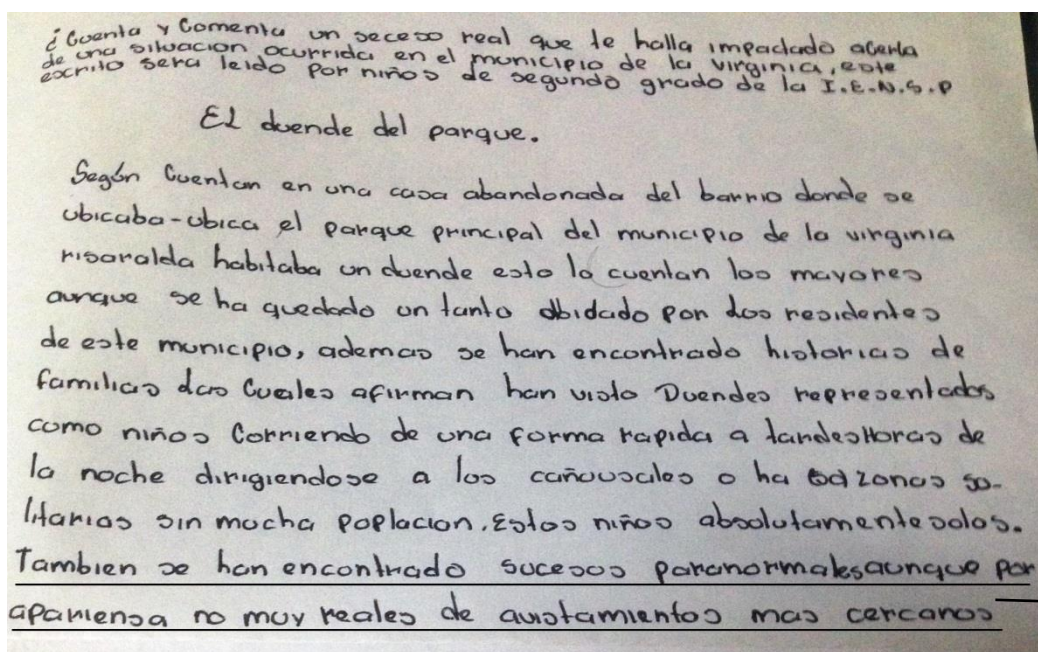 ¿Cuenta y Comenta un seceso real que te halla impactado acerla
de una situacion ocurrida en el municipio de la virginia, este
escrito sera leido por niños de segundo grado de la I.E.N.S.P
El duende del parque.
Según Cuentan en una casa abandonada del barrio donde se
ubicaba-ubica el parque principal del municipio de la virginia
risaralda habitaba un duende esto lo cuentan los mayores
aunque se ha quedado un tanto olbidado por los residentes
de este municipio, ademas se han encontrado historias de
familias las cuales afirman han visto Duendes representados
como niños Corriendo de una forma rapida a tardes Horas de
la noche dirigiendose a los cañousales o ha zonas so-
litarias sin mucha poplacion. Estos niños absolutamente solos.
Tambien se han encontrado sucesos paranormales aunque por
apariensa no muy reales de avistamientos mas cercanos